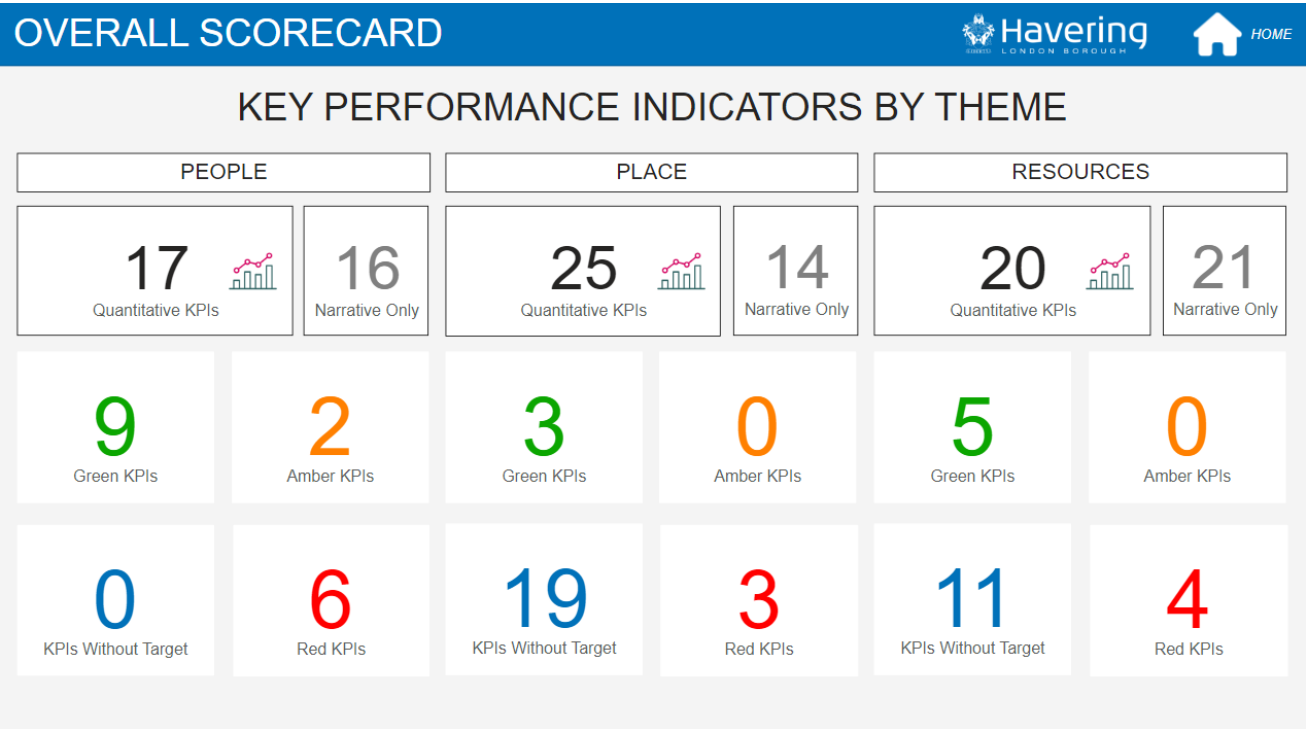 OVERALL SCORECARD
Havering
LONDON BOROUGH
HOME
KEY PERFORMANCE INDICATORS BY THEME
PEOPLE
PLACE
RESOURCES
17
Quantitative KPIs
16
Narrative Only
25
Quantitative KPIs
14
Narrative Only
20
Quantitative KPIs
21
Narrative Only
9
Green KPIs
2
Amber KPIs
3
Green KPIs
0
Amber KPIs
5
Green KPIs
0
Amber KPIs
0
KPIs Without Target
6
Red KPIs
19
KPIs Without Target
3
Red KPIs
11
KPIs Without Target
4
Red KPIs